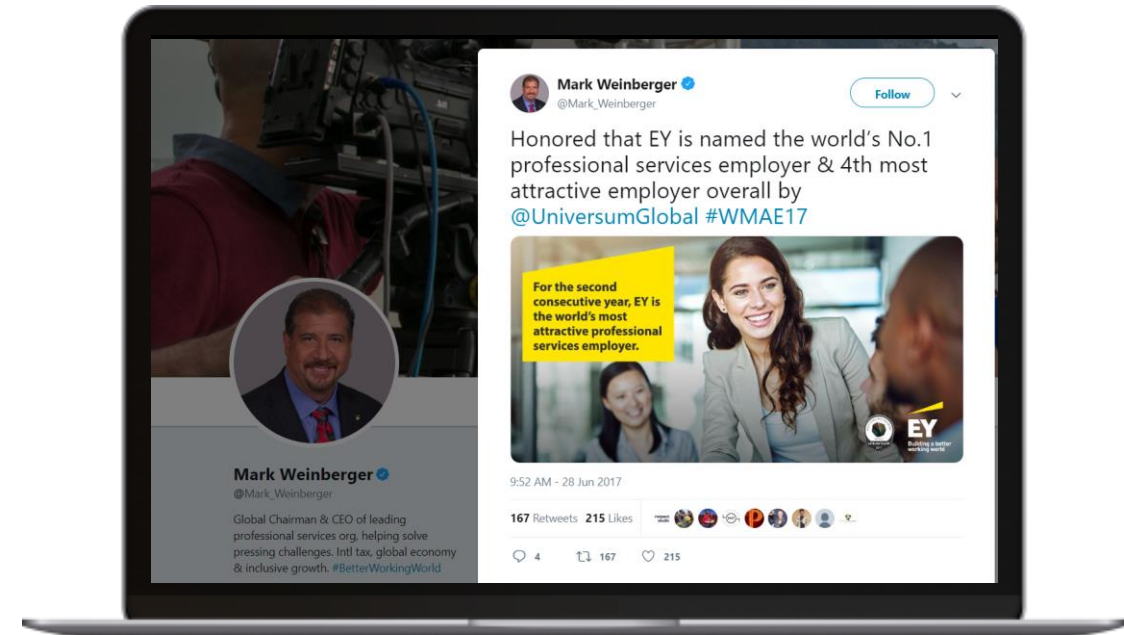 Mark Weinberger
@Mark_Weinberger
Follow
Honored that EY is named the world's No.1
professional services employer & 4th most
attractive employer overall by
@UniversumGlobal #WMAE17
For the second
consecutive year, EY is
the world's most
attractive professional
services employer.
EY
Building a better
working world
9:52 AM - 28 Jun 2017
167 Retweets 215 Likes
4 167 215
Mark Weinberger
@Mark_Weinberger
Global Chairman & CEO of leading
professional services org, helping solve
pressing challenges. Intl tax, global economy
& inclusive growth. #BetterWorkingWorld